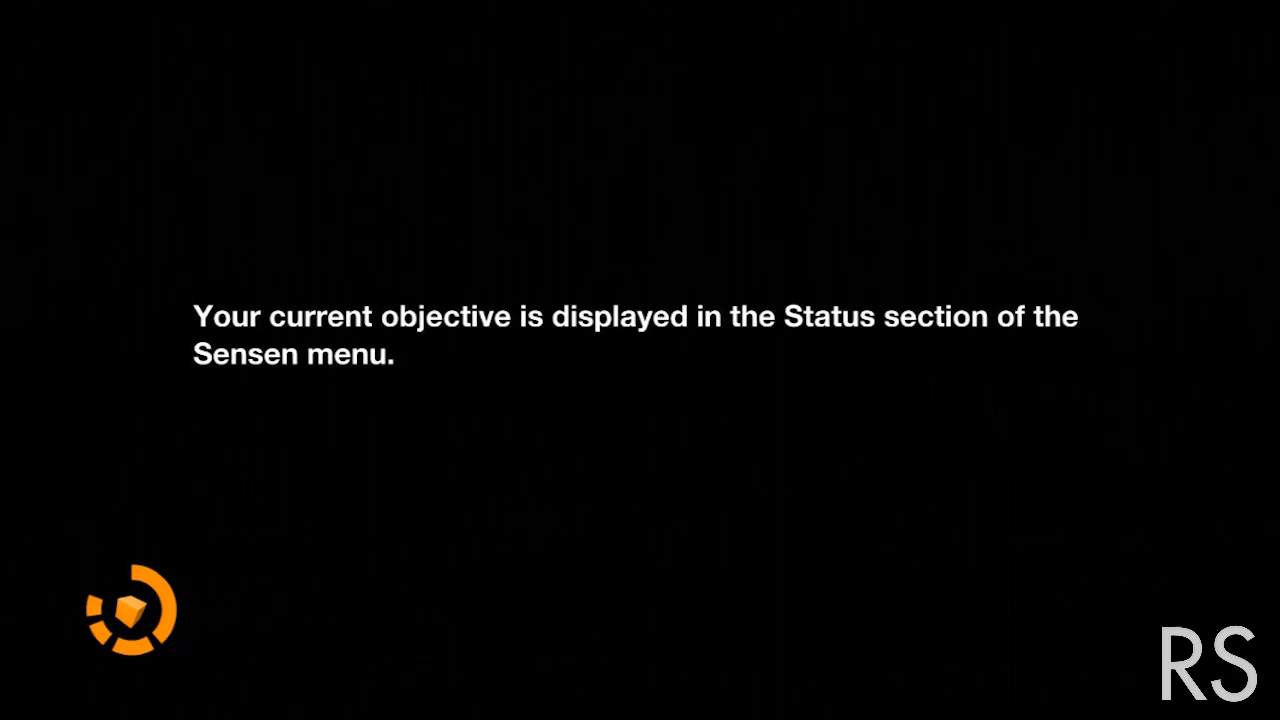 Your current objective is displayed in the Status section of the
Sensen menu.
RS